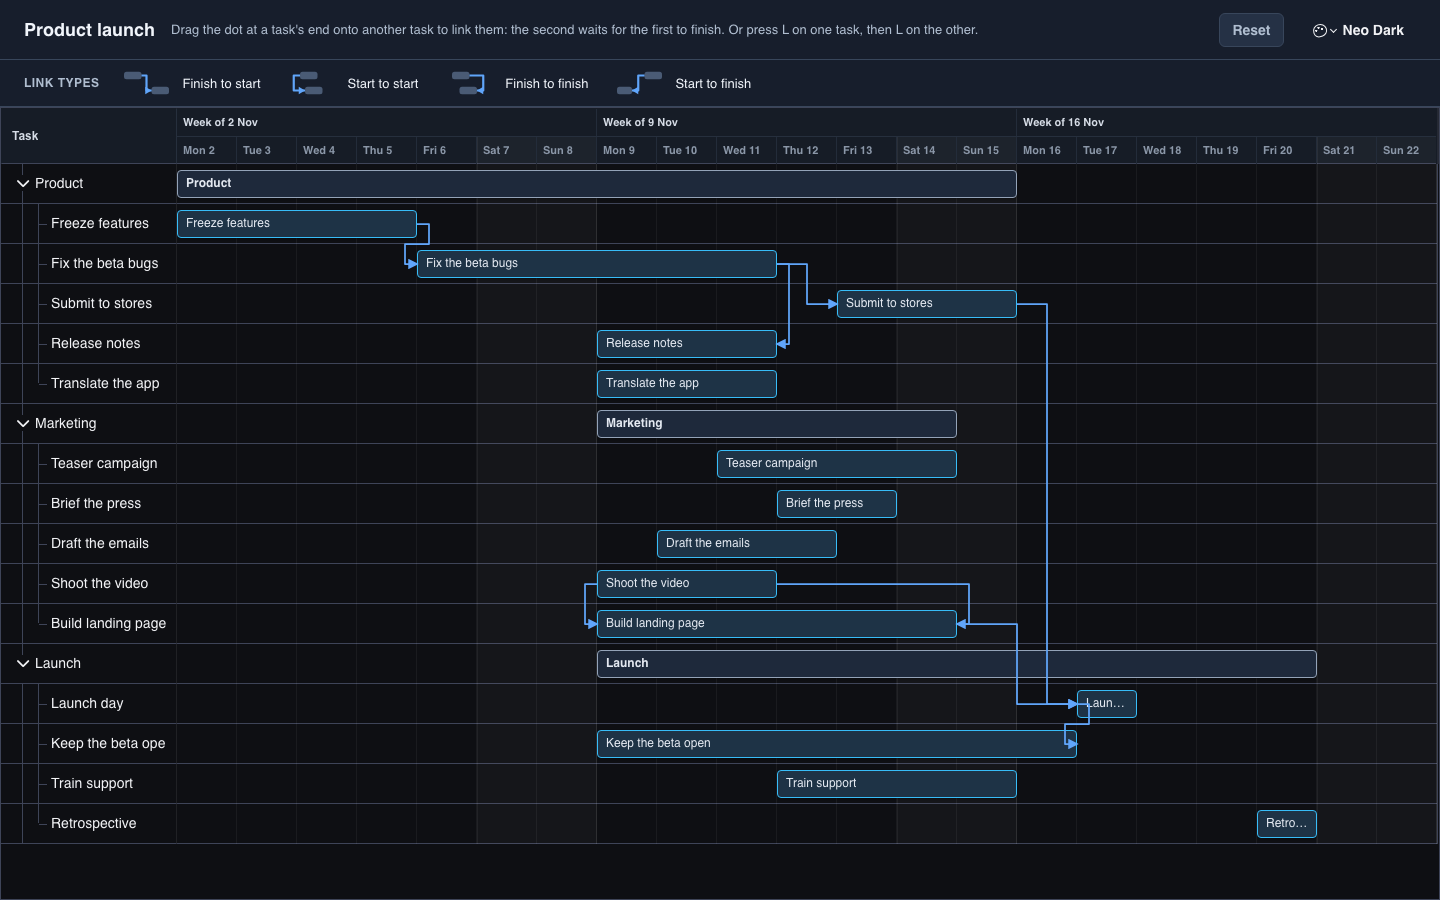 Product launch
Drag the dot at a task's end onto another task to link them: the second waits for the first to finish. Or press L on one task, then L on the other.
Reset
Neo Dark
LINK TYPES
Finish to start
Start to start
Finish to finish
Start to finish
Task
Week of 2 Nov
Week of 9 Nov
Week of 16 Nov
Mon 2
Tue 3
Wed 4
Thu 5
Fri 6
Sat 7
Sun 8
Mon 9
Tue 10
Wed 11
Thu 12
Fri 13
Sat 14
Sun 15
Mon 16
Tue 17
Wed 18
Thu 19
Fri 20
Sat 21
Sun 22
Product
Product
Freeze features
Freeze features
Fix the beta bugs
Fix the beta bugs
Submit to stores
Submit to stores
Release notes
Release notes
Translate the app
Translate the app
Marketing
Marketing
Teaser campaign
Teaser campaign
Brief the press
Brief the press
Draft the emails
Draft the emails
Shoot the video
Shoot the video
Build landing page
Build landing page
Launch
Launch
Launch day
Laun…
Keep the beta ope
Keep the beta open
Train support
Train support
Retrospective
Retro…